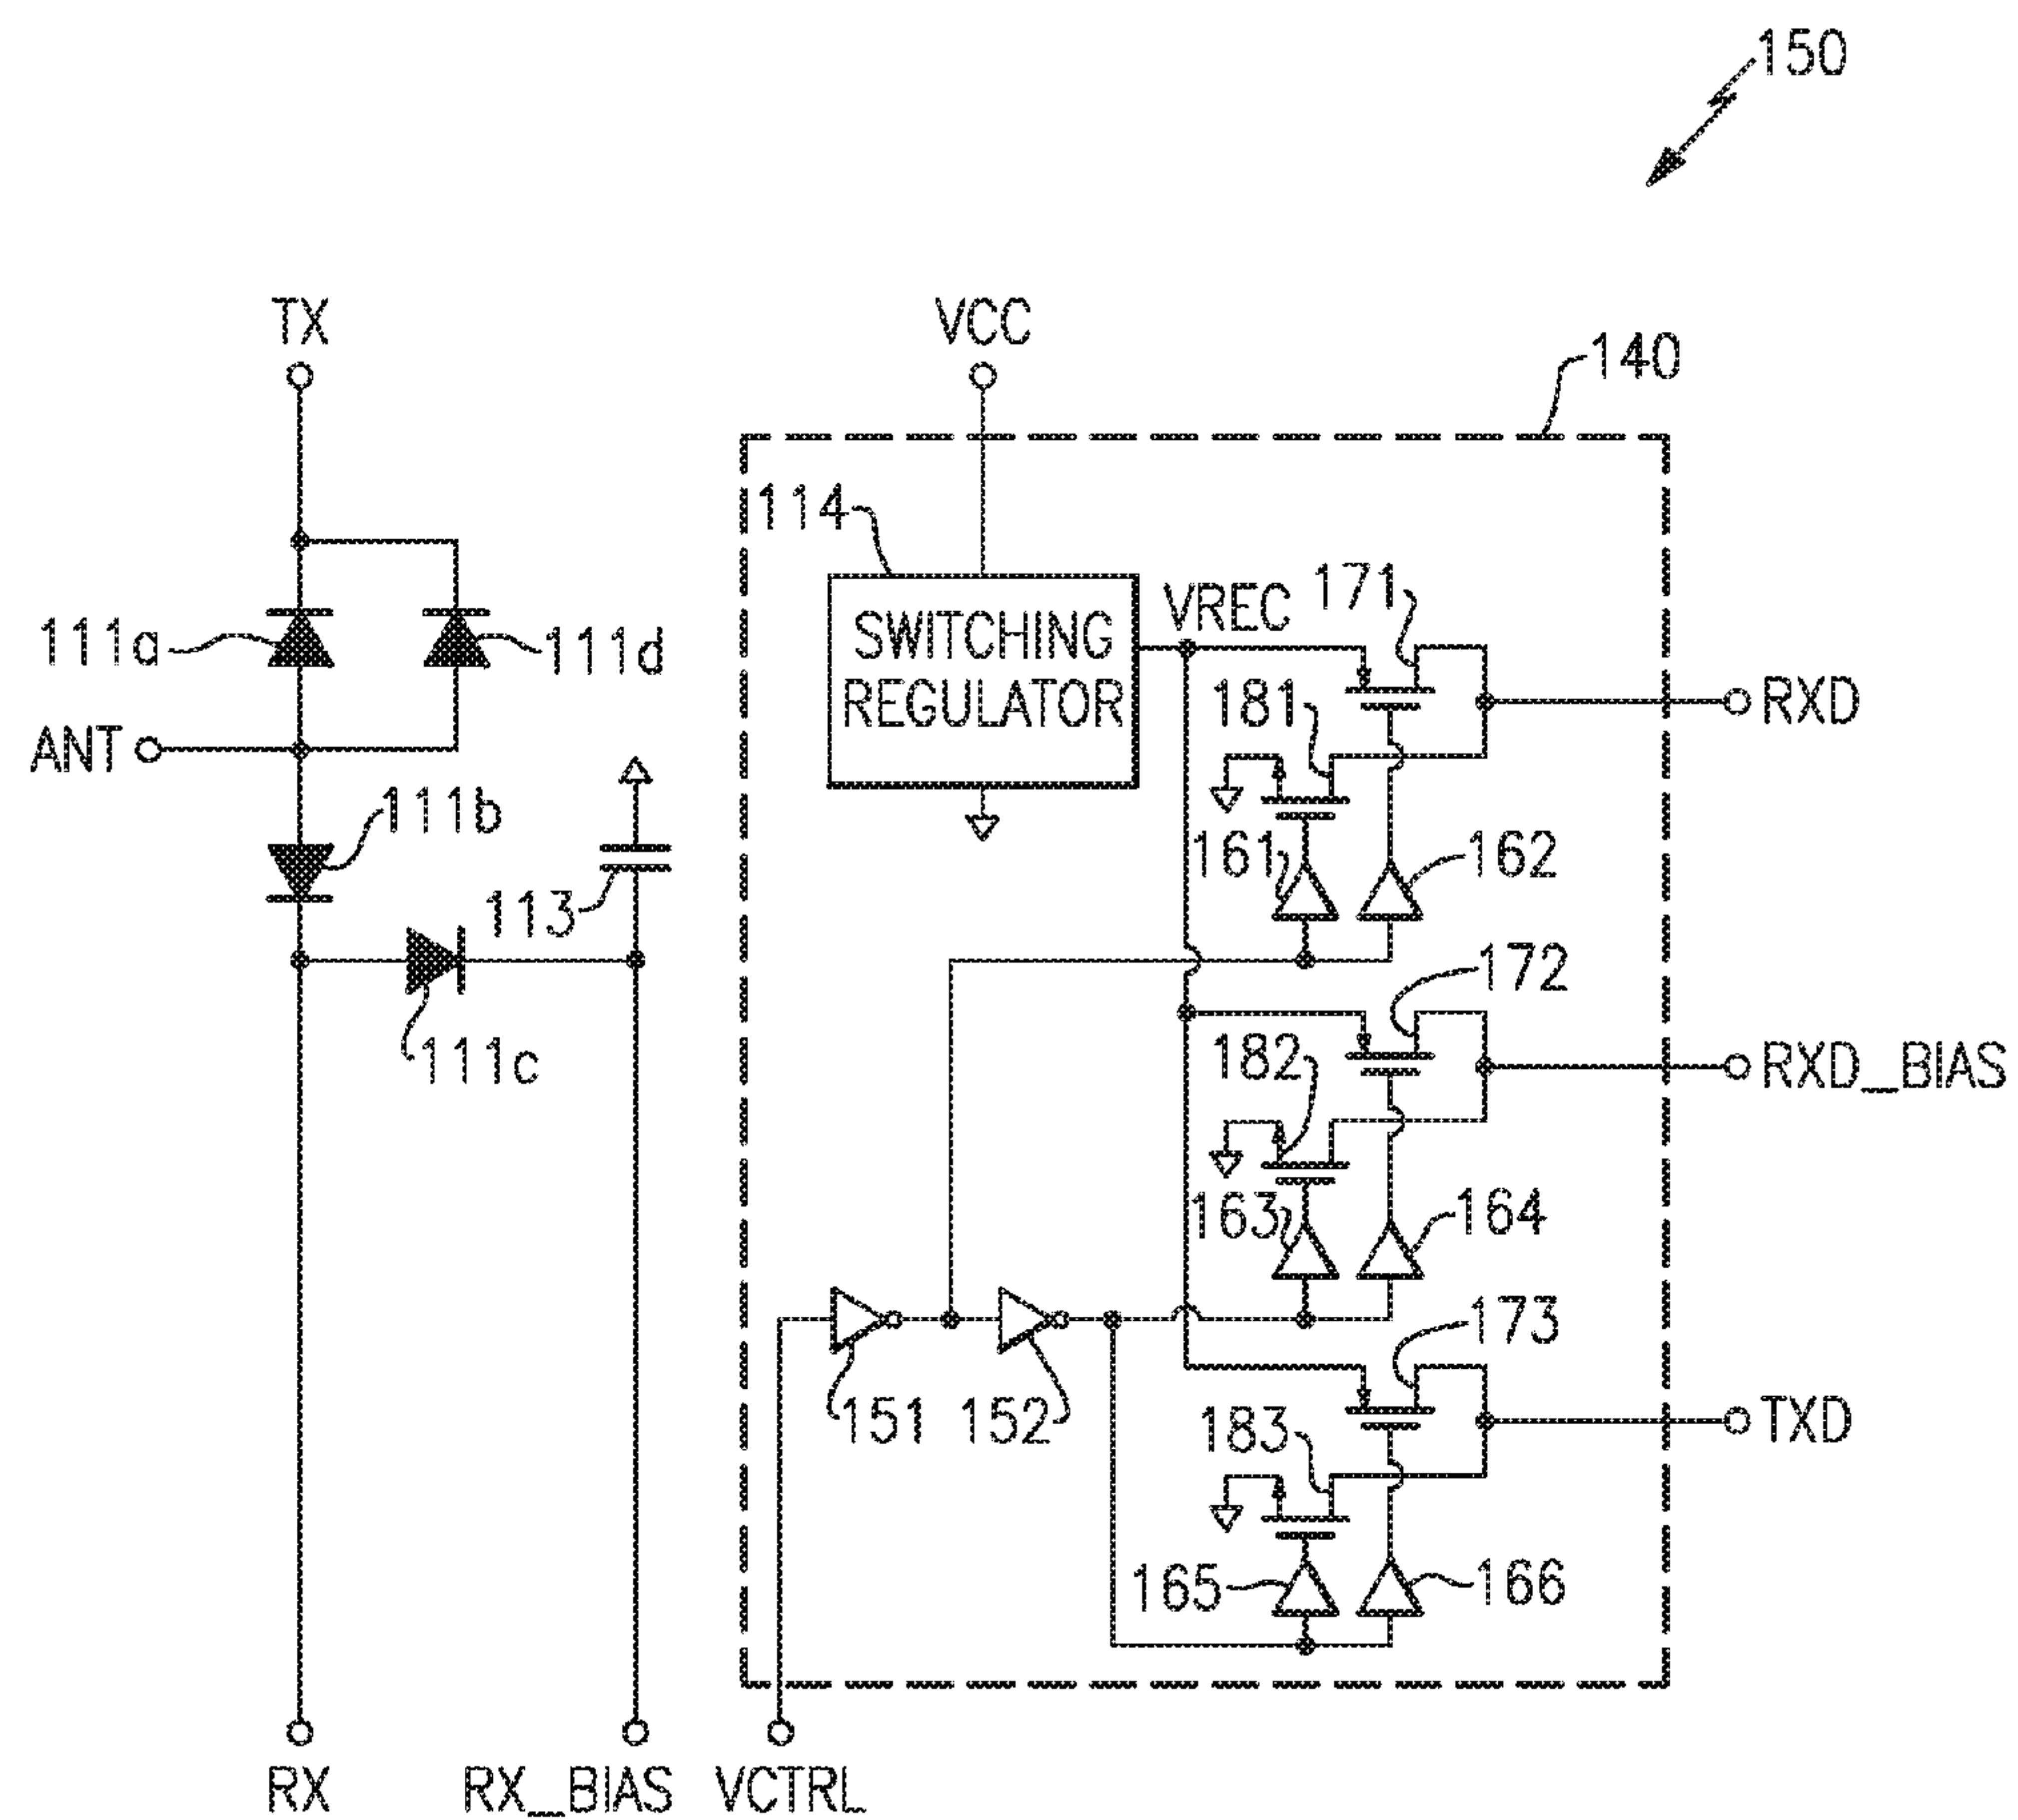 150
TX
VCC
140
114
SWITCHING
REGULATOR
VREC
171
111a
111d
181
RXD
ANT
111b
161
162
113
172
111c
182
RXD_BIAS
163
164
173
151
152
183
TXD
165
166
RX
RX_BIAS
VCTRL